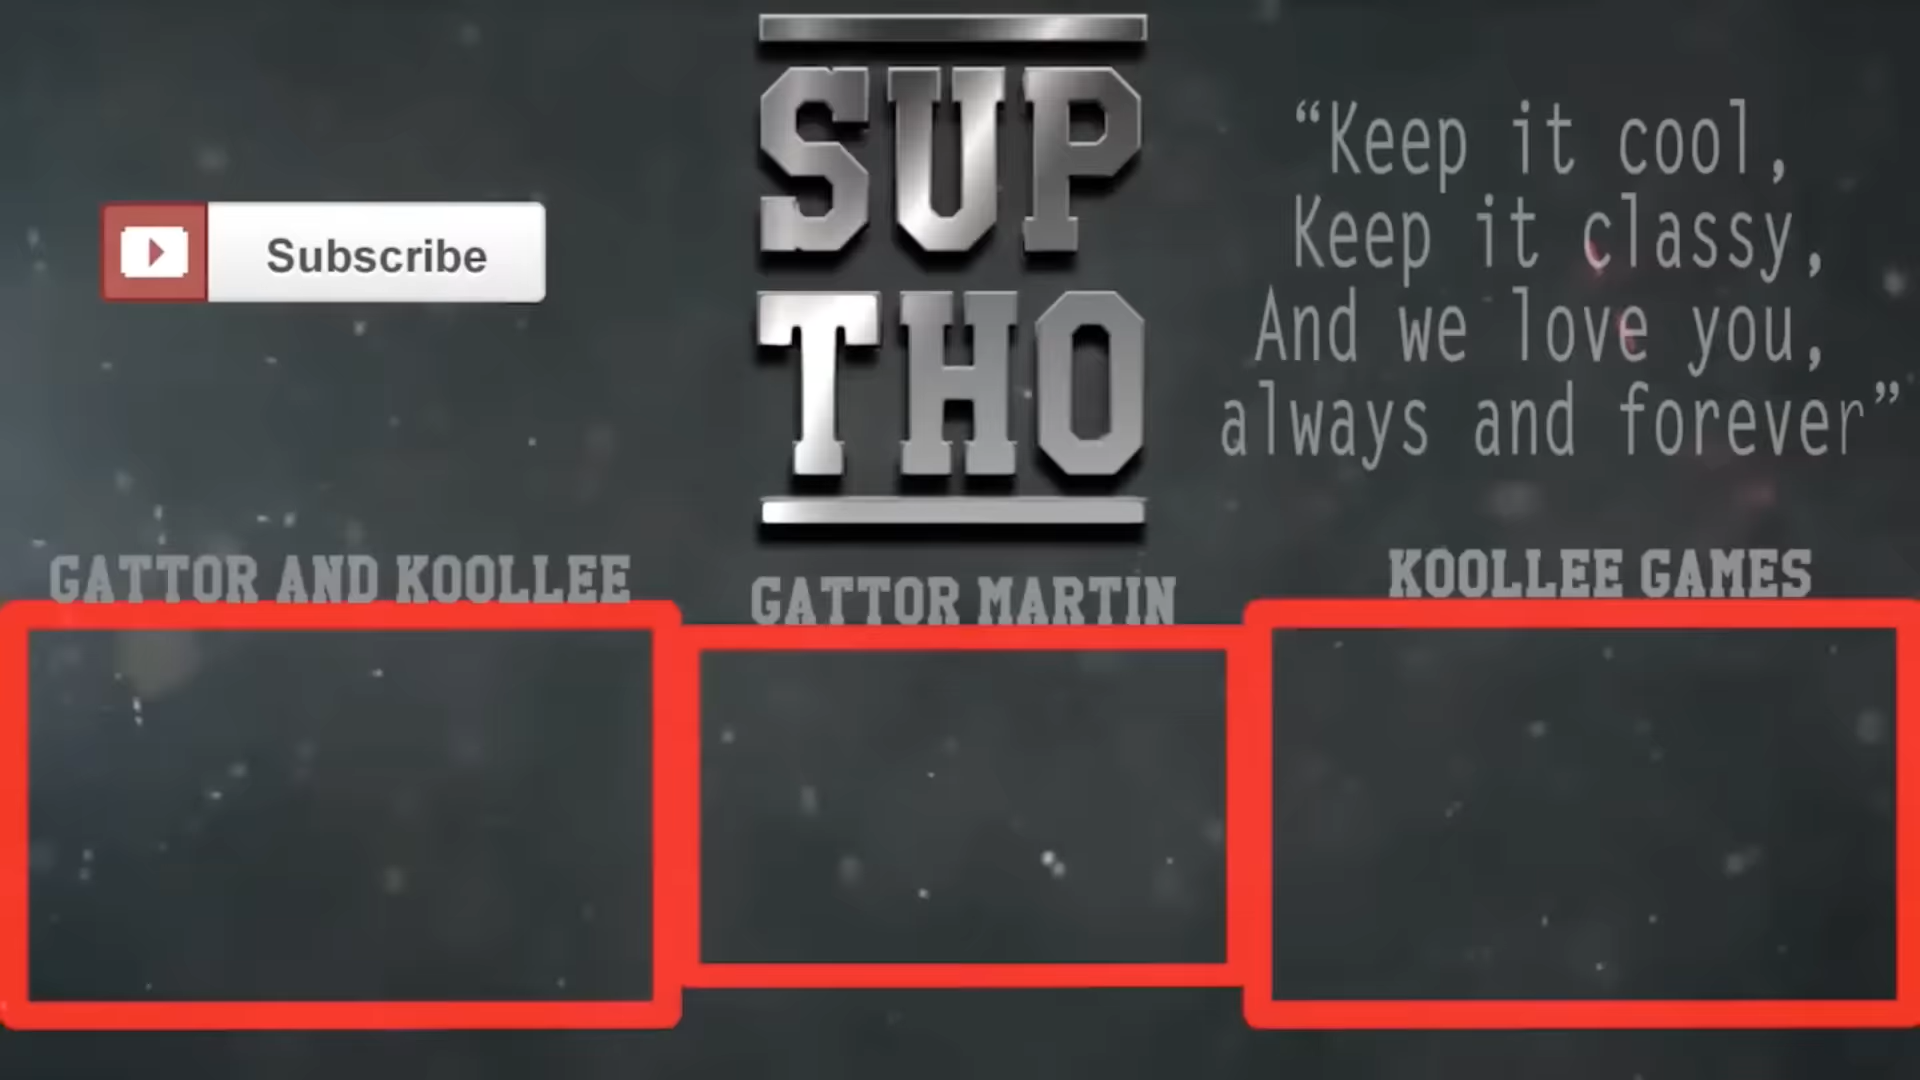 SUP
THO
Subscribe
“Keep it cool,
Keep it classy,
And we love you,
always and forever”
GATTOR AND KOOLLEE
GATTOR MARTIN
KOOLLEE GAMES